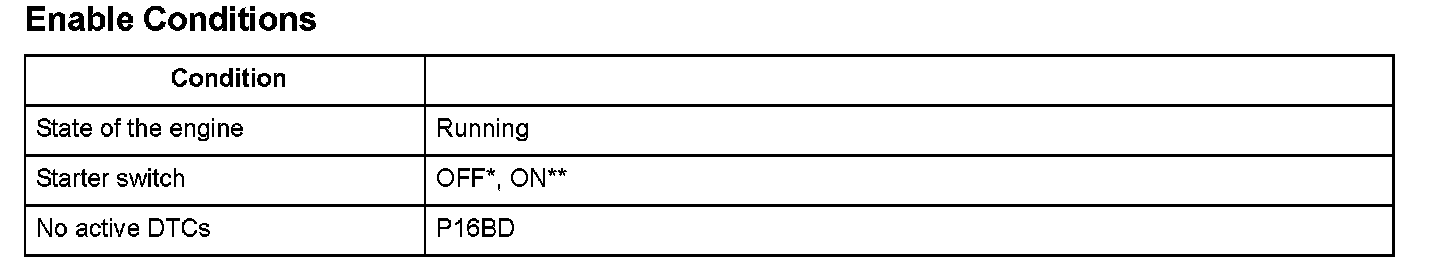 Enable Conditions
Condition
State of the engine Running
Starter switch OFF*, ON**
No active DTCs P16BD